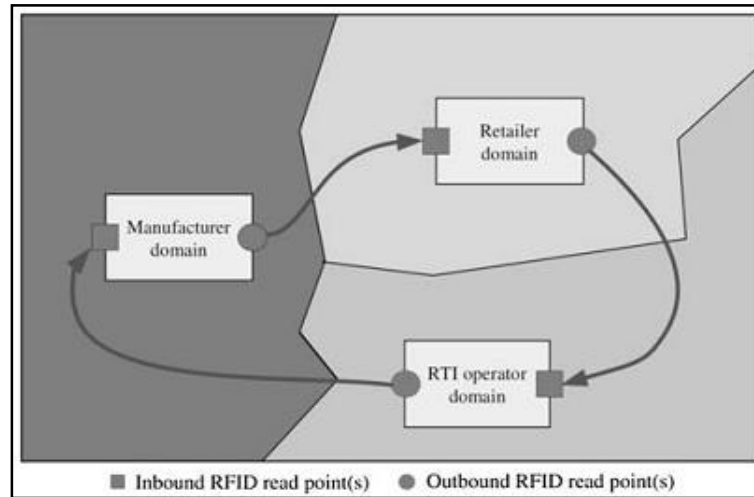 Retailer
domain
Manufacturer
domain
RTI operator
domain
Inbound RFID read point(s)
Outbound RFID read point(s)